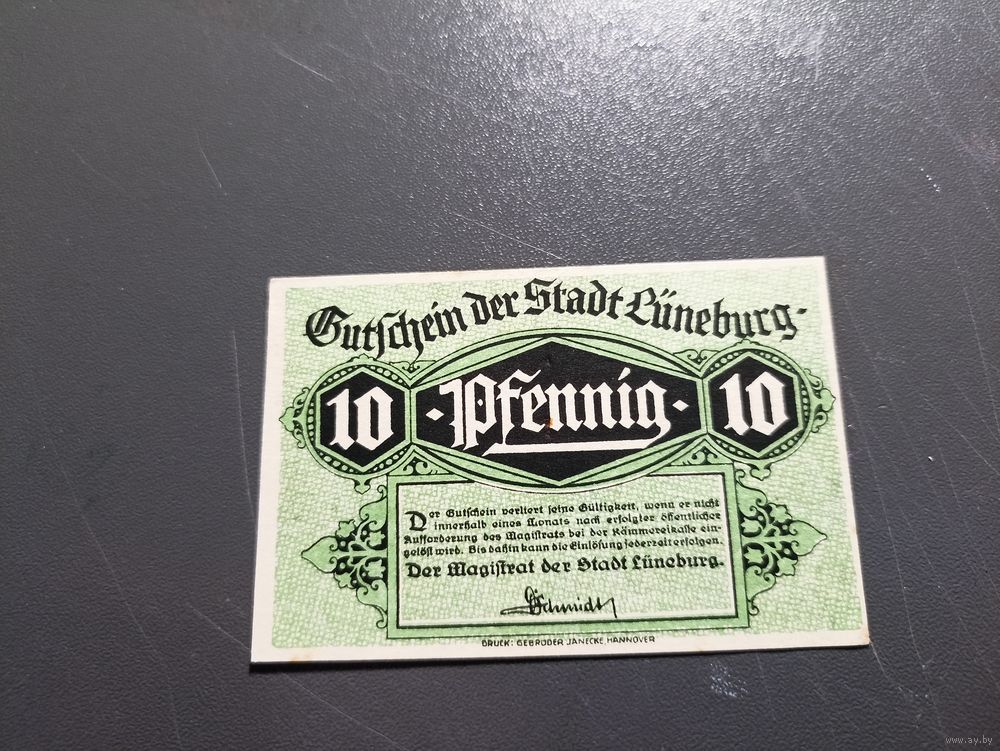 Gutschein der Stadt Lüneburg-
10 ·Pfennig· 10
Der Gutschein verliert seine Gültigkeit, wenn er nicht
innerhalb eines Monats nach erfolgter öffentlicher
Aufforderung des Magistrats bei der Kämmereikasse ein-
gelöst wird. Bis dahin kann die Einlösung jederzeit erfolgen.
Der Magistrat der Stadt Lüneburg.
Schmidt
DRUCK: GEBRÜDER JÄNECKE, HANNOVER
www.ay.by